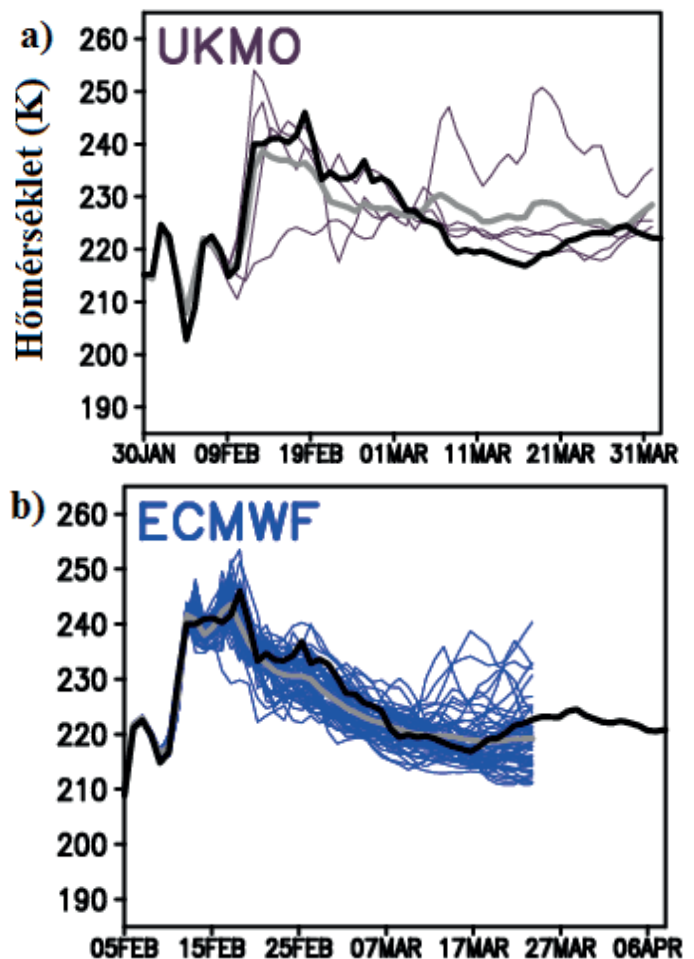 a)
UKMO
Hőmérséklet (K)
260
250
240
230
220
210
200
190
30JAN 09FEB 19FEB 01MAR 11MAR 21MAR 31MAR
b)
ECMWF
260
250
240
230
220
210
200
190
05FEB 15FEB 25FEB 07MAR 17MAR 27MAR 06APR